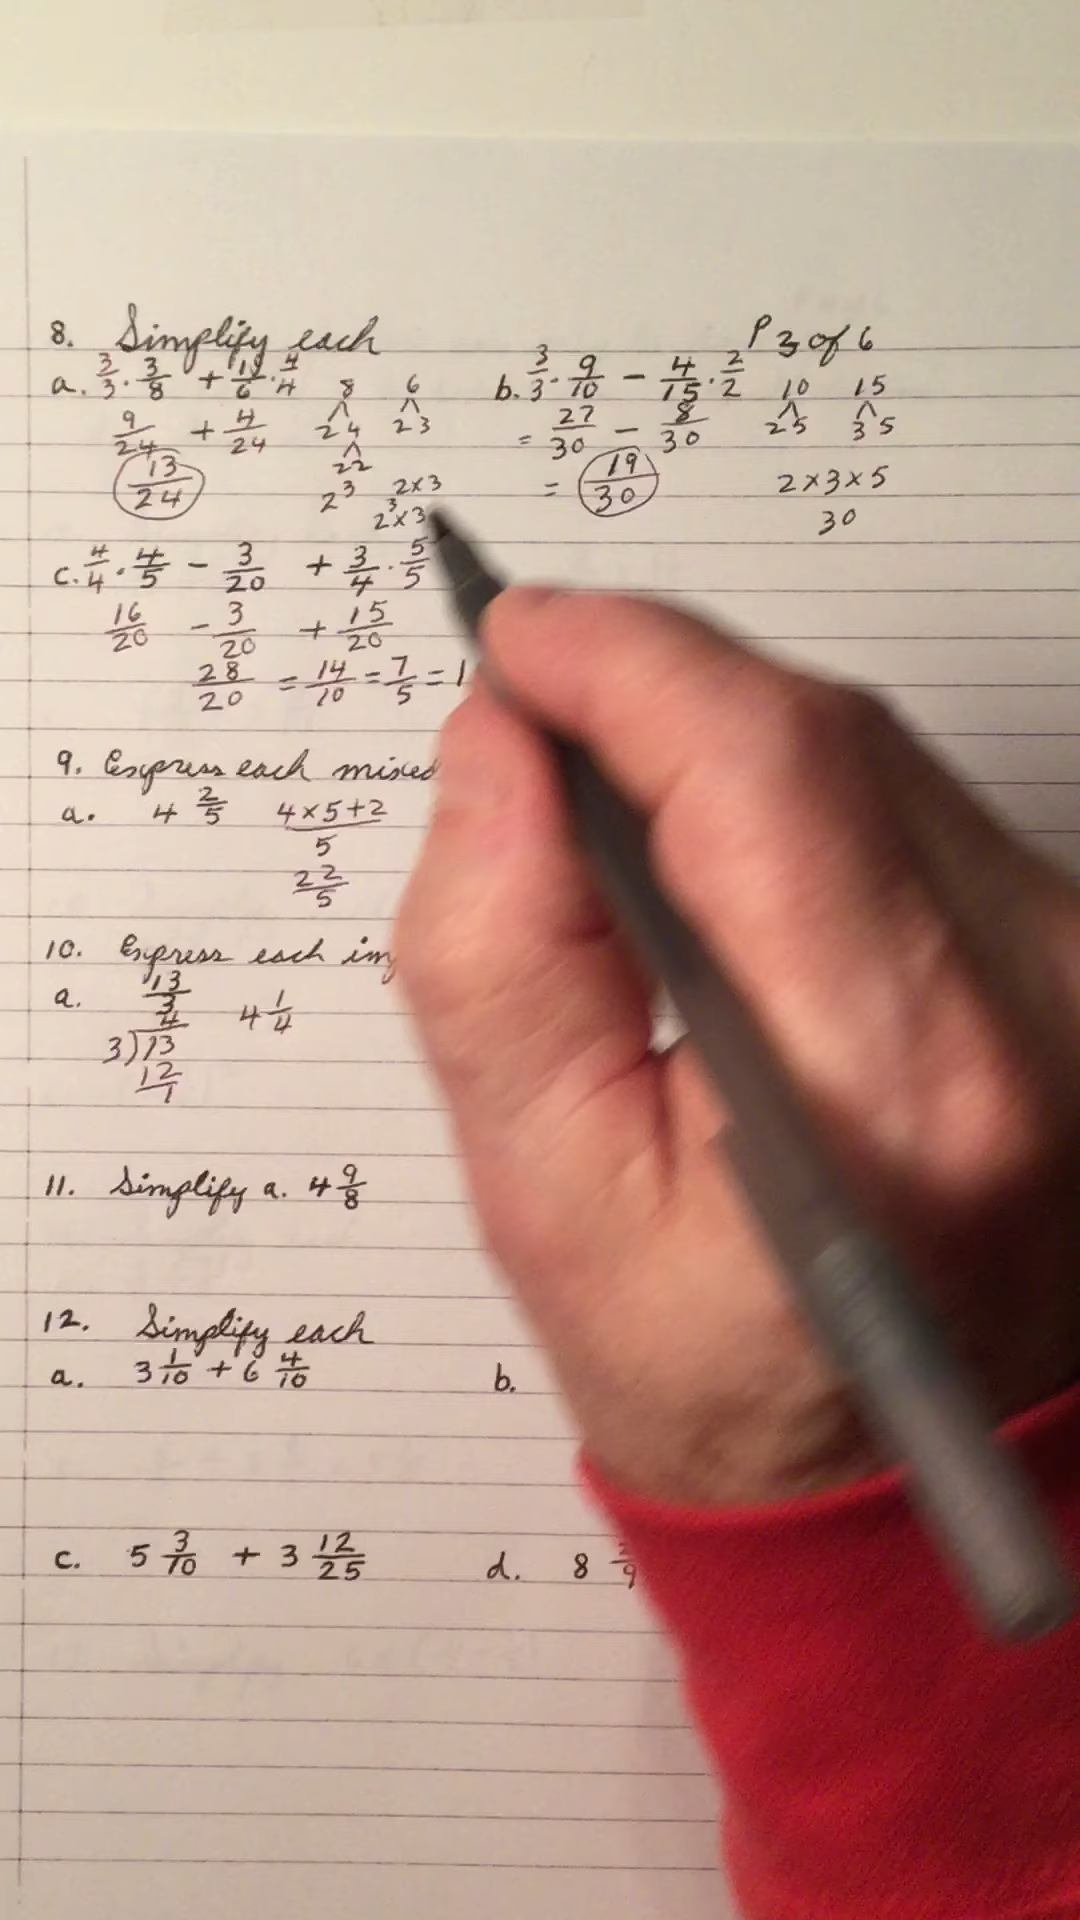 8. Simplify each
P 3 of 6
a. 3/3 · 3/8 + 1/6 · 4/4
8 6
9/24 + 4/24
2 4 2 3
13/24
2 2
2³ 2×3
2³×3
b. 3/3 · 9/10 − 4/15 · 2/2
10 15
= 27/30 − 8/30
2 5 3 5
= 19/30
2×3×5
30
c. 4/4 · 4/5 − 3/20 + 3/4 · 5/5
16/20 − 3/20 + 15/20
28/20 = 14/10 = 7/5 = 1
9. Express each mixed
a. 4 2/5 4×5+2/5
22/5
10. Express each
a. 13/3 4 1/4
4
3)13
12
1
11. Simplify a. 4 9/8
12. Simplify each
a. 3 1/10 + 6 4/10
b.
c. 5 3/10 + 3 12/25
d. 8